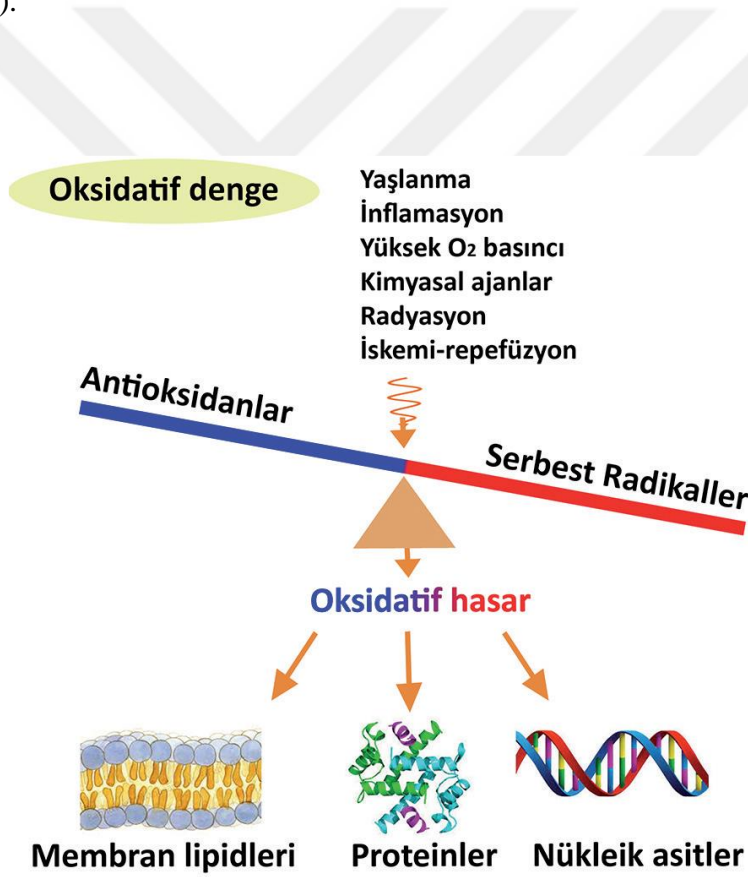 ).
Oksidatif denge
Yaşlanma
İnflamasyon
Yüksek O₂ basıncı
Kimyasal ajanlar
Radyasyon
İskemi-repefüzyon
Antioksidanlar
Serbest Radikaller
Oksidatif hasar
Membran lipidleri
Proteinler
Nükleik asitler